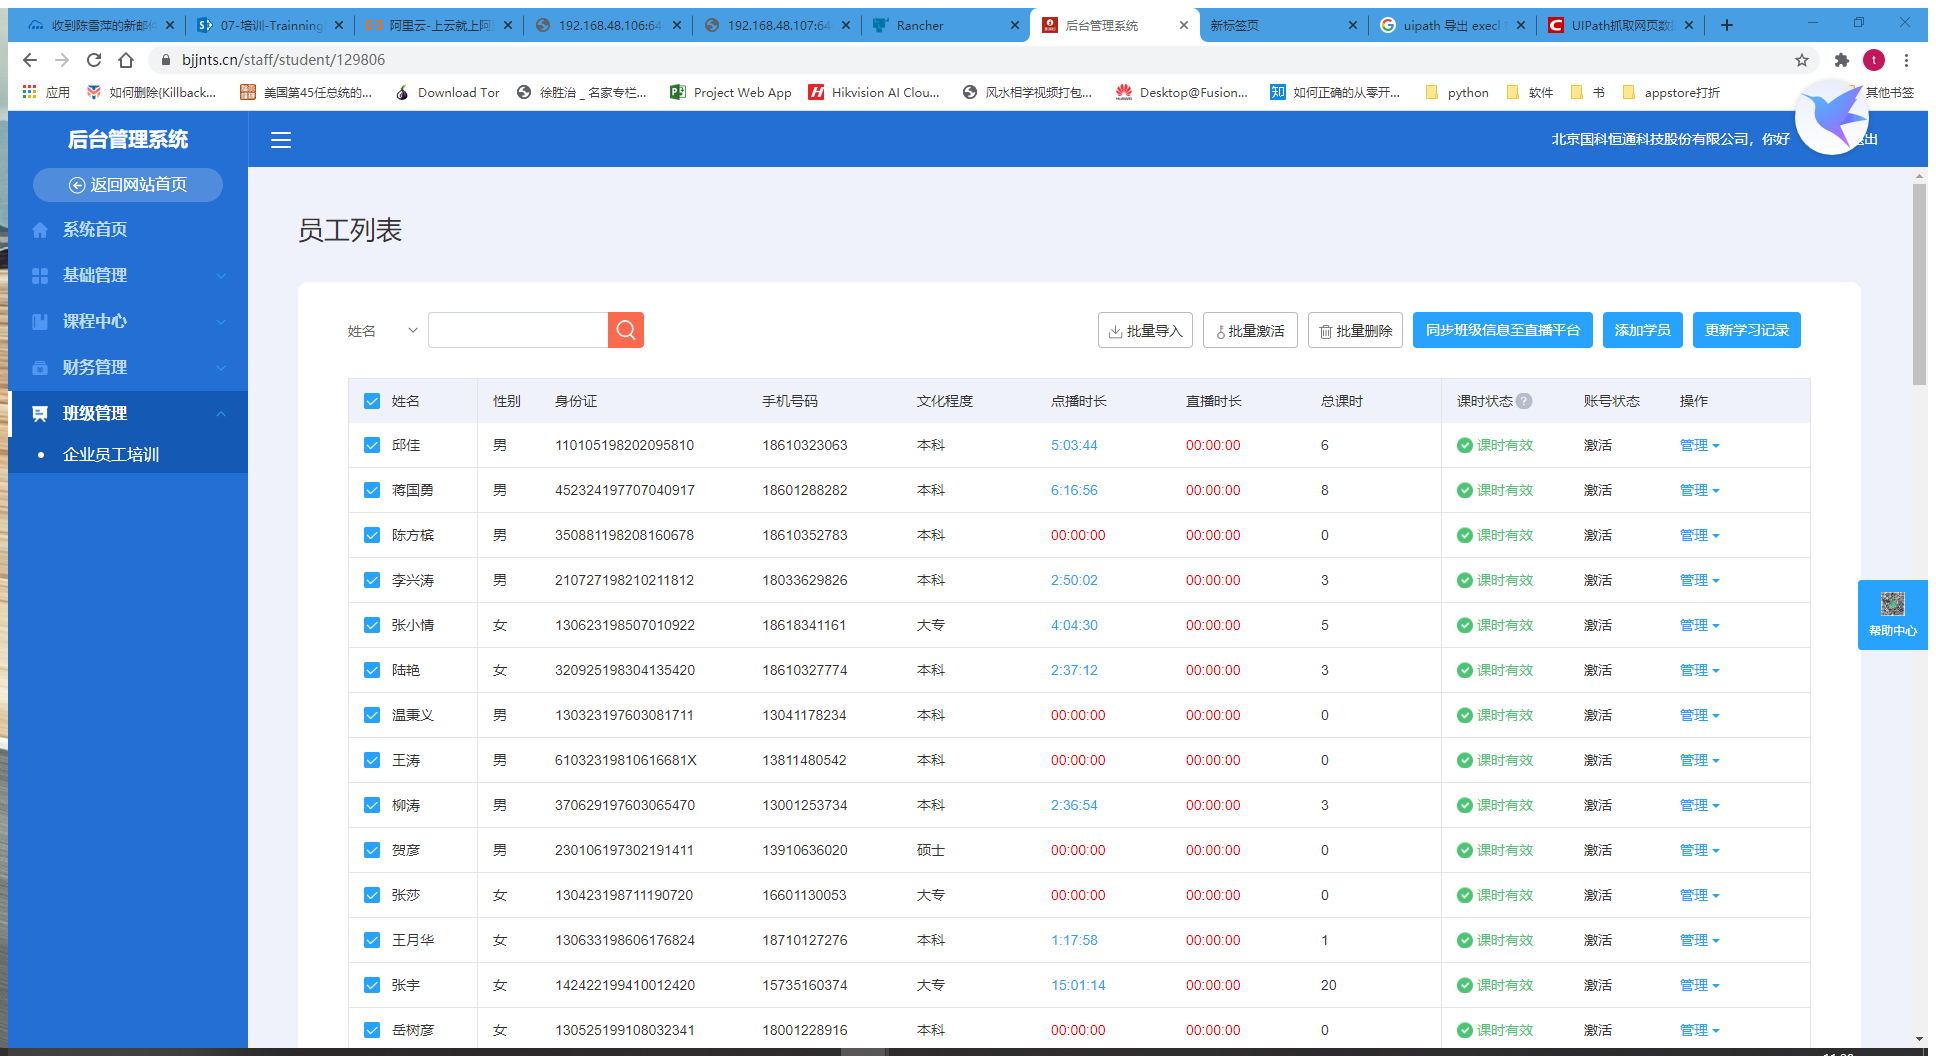 收到陈雪萍的新邮件
07-培训-Trainning
阿里云-上云就上阿
192.168.48.106:64
192.168.48.107:64
Rancher
后台管理系统
新标签页
uipath 导出 execl
UIPath抓取网页数
bjjnts.cn/staff/student/129806
t
应用
如何删除(Killback...
美国第45任总统的...
Download Tor
徐胜治 _ 名家专栏...
Project Web App
Hikvision AI Clou...
风水相学视频打包...
Desktop@Fusion...
知 如何正确的从零开...
python
软件
书
appstore打折
其他书签
后台管理系统
北京国科恒通科技股份有限公司，你好
出
返回网站首页
系统首页
基础管理
课程中心
财务管理
班级管理
企业员工培训
员工列表
姓名
批量导入
批量激活
批量删除
同步班级信息至直播平台
添加学员
更新学习记录
姓名 性别 身份证 手机号码 文化程度 点播时长 直播时长 总课时 课时状态 ? 账号状态 操作
邱佳 男 110105198202095810 18610323063 本科 5:03:44 00:00:00 6 课时有效 激活 管理
蒋国勇 男 452324197707040917 18601288282 本科 6:16:56 00:00:00 8 课时有效 激活 管理
陈方槟 男 350881198208160678 18610352783 本科 00:00:00 00:00:00 0 课时有效 激活 管理
李兴涛 男 210727198210211812 18033629826 本科 2:50:02 00:00:00 3 课时有效 激活 管理
张小情 女 130623198507010922 18618341161 大专 4:04:30 00:00:00 5 课时有效 激活 管理
陆艳 女 320925198304135420 18610327774 本科 2:37:12 00:00:00 3 课时有效 激活 管理
温秉义 男 130323197603081711 13041178234 本科 00:00:00 00:00:00 0 课时有效 激活 管理
王涛 男 61032319810616681X 13811480542 本科 00:00:00 00:00:00 0 课时有效 激活 管理
柳涛 男 370629197603065470 13001253734 本科 2:36:54 00:00:00 3 课时有效 激活 管理
贺彦 男 230106197302191411 13910636020 硕士 00:00:00 00:00:00 0 课时有效 激活 管理
张莎 女 130423198711190720 16601130053 大专 00:00:00 00:00:00 0 课时有效 激活 管理
王月华 女 130633198606176824 18710127276 本科 1:17:58 00:00:00 1 课时有效 激活 管理
张宇 女 142422199410012420 15735160374 大专 15:01:14 00:00:00 20 课时有效 激活 管理
岳树彦 女 130525199108032341 18001228916 本科 00:00:00 00:00:00 0 课时有效 激活 管理
帮助中心